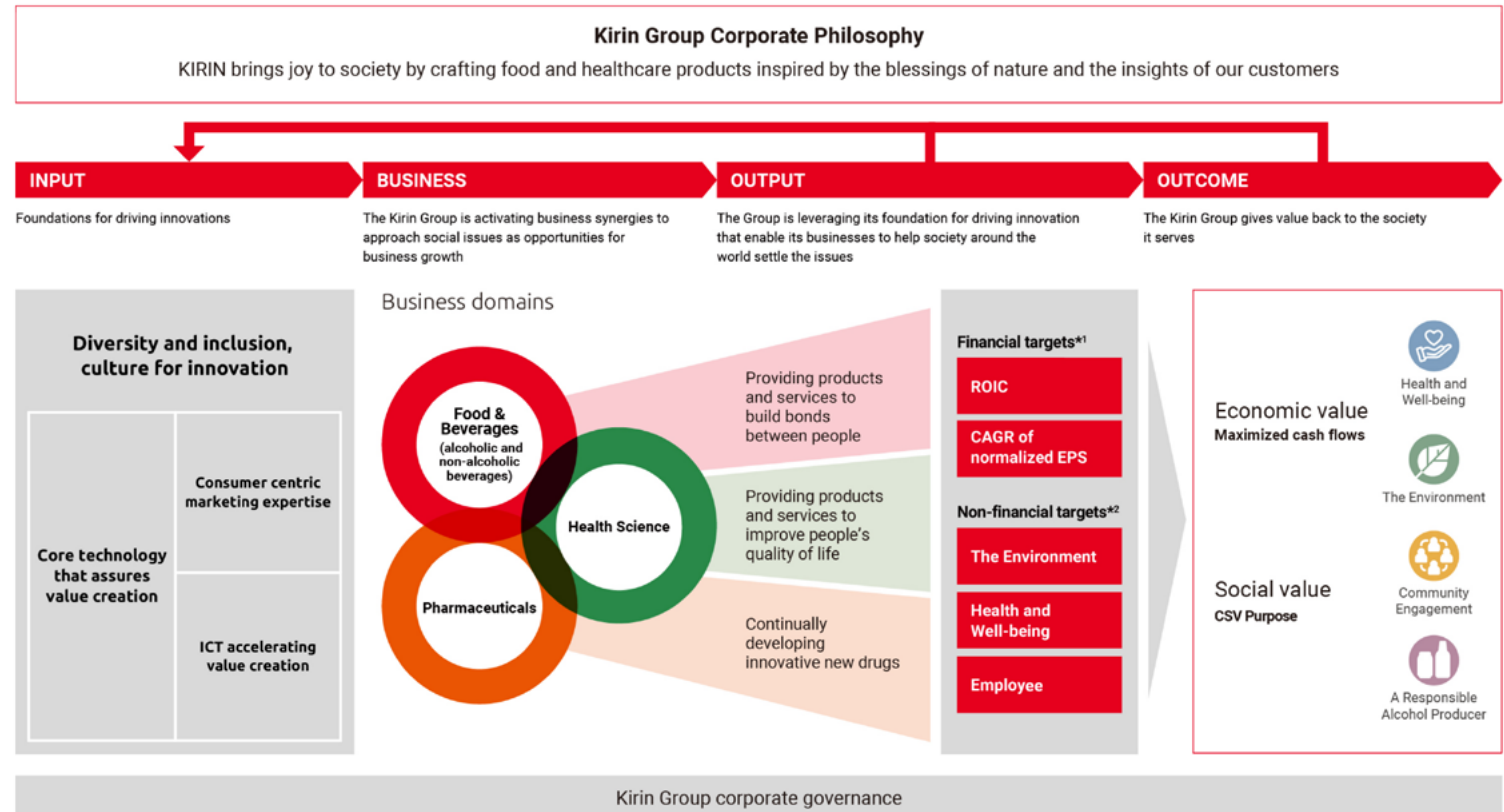 Kirin Group Corporate Philosophy
KIRIN brings joy to society by crafting food and healthcare products inspired by the blessings of nature and the insights of our customers
INPUT
Foundations for driving innovations
BUSINESS
The Kirin Group is activating business synergies to
approach social issues as opportunities for
business growth
OUTPUT
The Group is leveraging its foundation for driving innovation
that enable its businesses to help society around the
world settle the issues
OUTCOME
The Kirin Group gives value back to the society
it serves
Diversity and inclusion,
culture for innovation
Core technology
that assures
value creation
Consumer centric
marketing expertise
ICT accelerating
value creation
Business domains
Food &
Beverages
(alcoholic and
non-alcoholic
beverages)
Health Science
Pharmaceuticals
Providing products
and services to
build bonds
between people
Providing products
and services to
improve people's
quality of life
Continually
developing
innovative new drugs
Financial targets*1
ROIC
CAGR of
normalized EPS
Non-financial targets*2
The Environment
Health and
Well-being
Employee
Economic value
Maximized cash flows
Social value
CSV Purpose
Health and
Well-being
The Environment
Community
Engagement
A Responsible
Alcohol Producer
Kirin Group corporate governance